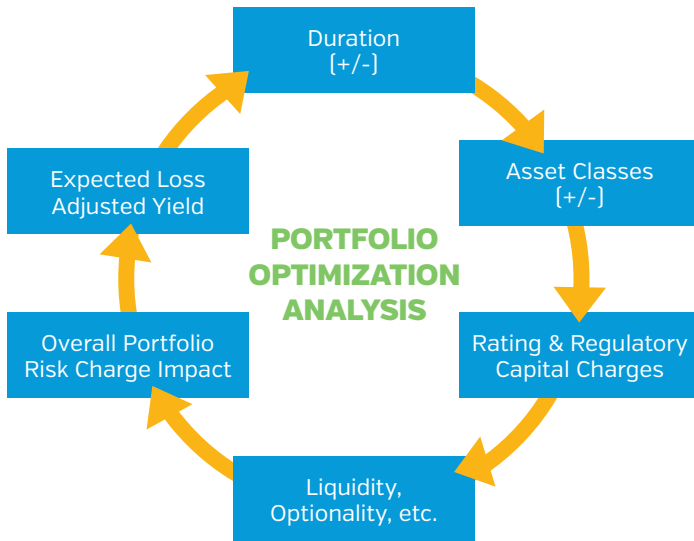 Duration
(+/-)
Asset Classes
(+/-)
Rating & Regulatory
Capital Charges
Liquidity,
Optionality, etc.
Overall Portfolio
Risk Charge Impact
Expected Loss
Adjusted Yield
PORTFOLIO
OPTIMIZATION
ANALYSIS